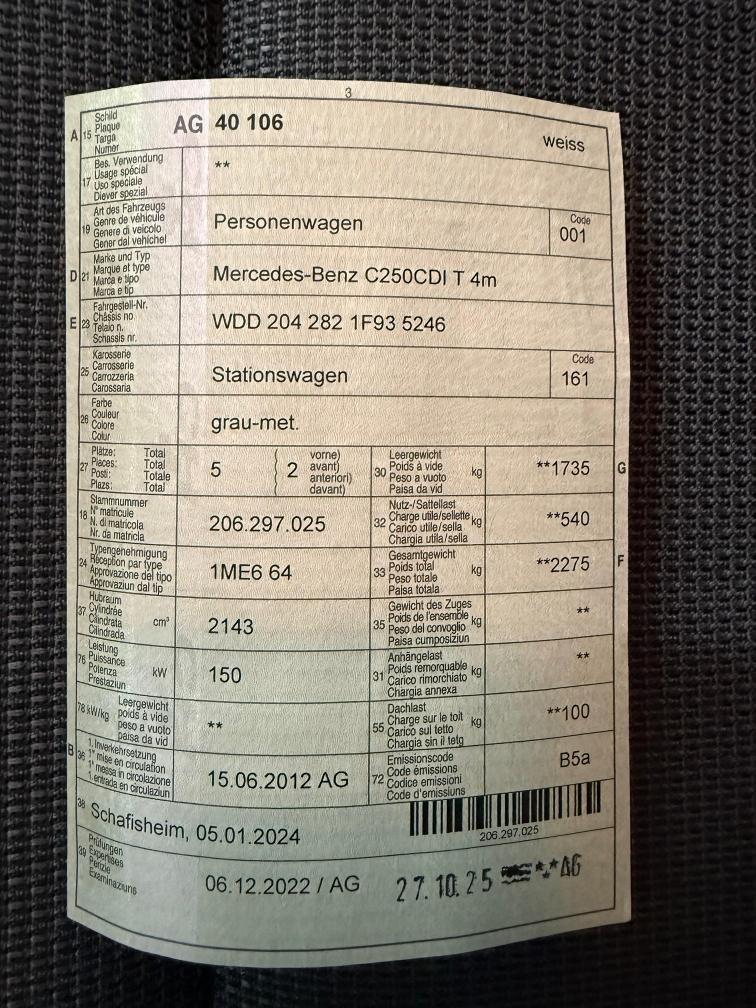 3
A 15 Schild
Plaque
Targa
Numer
AG 40 106
weiss
17 Bes. Verwendung
Usage spécial
Uso speciale
Diever spezial
**
19 Art des Fahrzeugs
Genre de véhicule
Genere di veicolo
Gener dal vehichel
Personenwagen
Code
001
D 21 Marke und Typ
Marque et type
Marca e tipo
Marca e tip
Mercedes-Benz C250CDI T 4m
E 23 Fahrgestell-Nr.
Châssis no.
Telaio n.
Schassis nr.
WDD 204 282 1F93 5246
25 Karosserie
Carrosserie
Carrozzeria
Carossaria
Stationswagen
Code
161
26 Farbe
Couleur
Colore
Colur
grau-met.
27 Plätze: Total
Places: Total
Posti: Totale
Plazs: Total
5
2
vorne)
avant)
anteriori)
davant)
30 Leergewicht
Poids à vide
Peso a vuoto
Paisa da vid
kg
**1735
G
18 Stammnummer
N° matricule
N. di matricola
Nr. da matricla
206.297.025
32 Nutz-/Sattellast
Charge utile/sellette
Carico utile/sella
Chargia utila/sella
kg
**540
24 Typengenehmigung
Réception par type
Approvazione del tipo
Approvaziun dal tip
1ME6 64
33 Gesamtgewicht
Poids total
Peso totale
Paisa totala
kg
**2275
F
37 Hubraum
Cylindrée
Cilindrata
Cilindrada
cm³
2143
35 Gewicht des Zuges
Poids de l'ensemble
Peso del convoglio
Paisa cumposiziun
kg
**
76 Leistung
Puissance
Potenza
Prestaziun
kW
150
31 Anhängelast
Poids remorquable
Carico rimorchiato
Chargia annexa
kg
**
78 kW/kg Leergewicht
poids à vide
peso a vuoto
paisa da vid
**
55 Dachlast
Charge sur le toit
Carico sul tetto
Chargia sin il tetg
kg
**100
B 36 1. Inverkehrsetzung
1re mise en circulation
1a messa in circolazione
1. entrada en circulaziun
15.06.2012 AG
72 Emissionscode
Code émissions
Codice emissioni
Code d'emissiuns
B5a
38 Schafisheim, 05.01.2024
206.297.025
39 Prüfungen
Expertises
Perizie
Examinaziuns
06.12.2022 / AG
27.10.25 AG